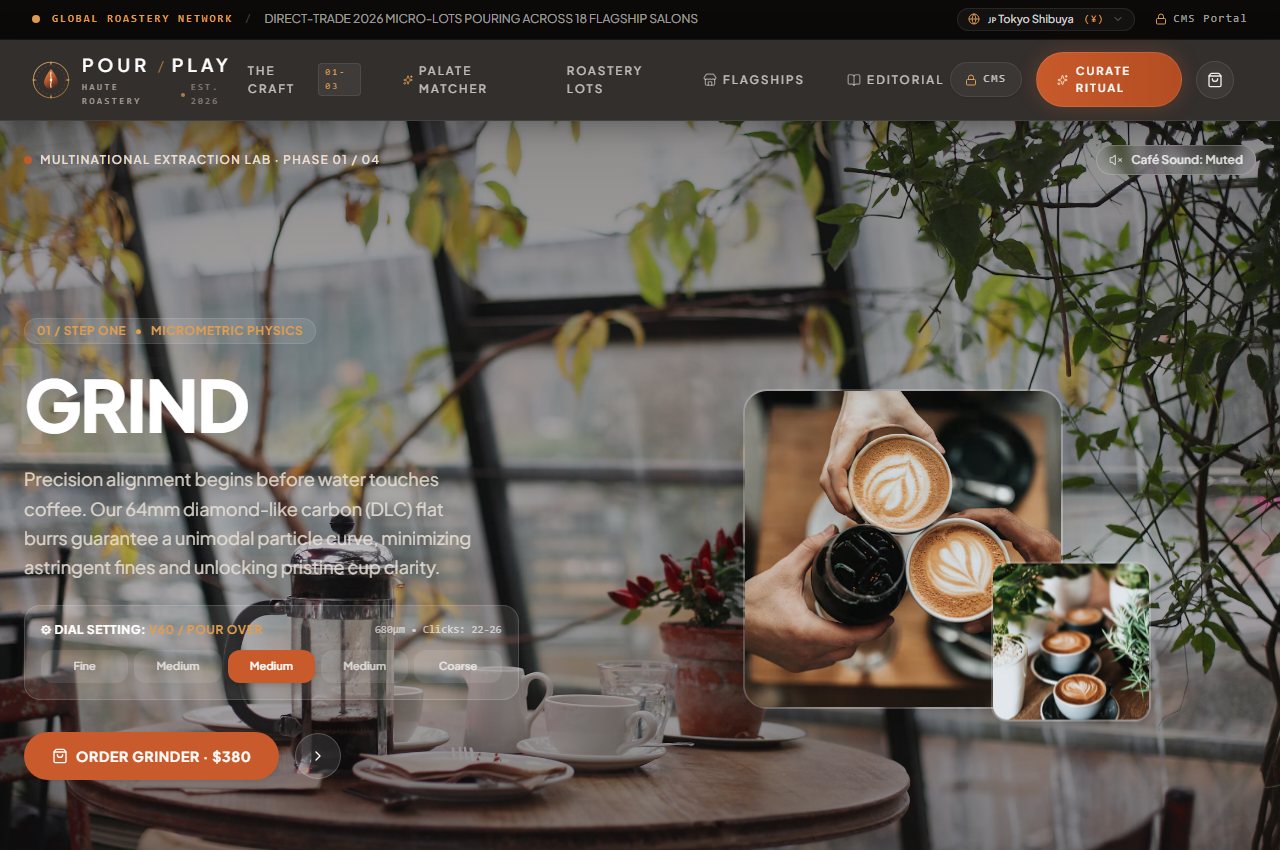 GLOBAL ROASTERY NETWORK / DIRECT-TRADE 2026 MICRO-LOTS POURING ACROSS 18 FLAGSHIP SALONS
JP Tokyo Shibuya (¥)
CMS Portal
POUR / PLAY
HAUTE ROASTERY • EST. 2026
THE CRAFT
01-03
PALATE MATCHER
ROASTERY LOTS
FLAGSHIPS
EDITORIAL
CMS
CURATE RITUAL
MULTINATIONAL EXTRACTION LAB · PHASE 01 / 04
Café Sound: Muted
01 / STEP ONE • MICROMETRIC PHYSICS
GRIND
Precision alignment begins before water touches
coffee. Our 64mm diamond-like carbon (DLC) flat
burrs guarantee a unimodal particle curve, minimizing
astringent fines and unlocking pristine cup clarity.
DIAL SETTING: V60 / POUR OVER
680µm • Clicks: 22-26
Fine
Medium
Medium
Medium
Coarse
ORDER GRINDER · $380